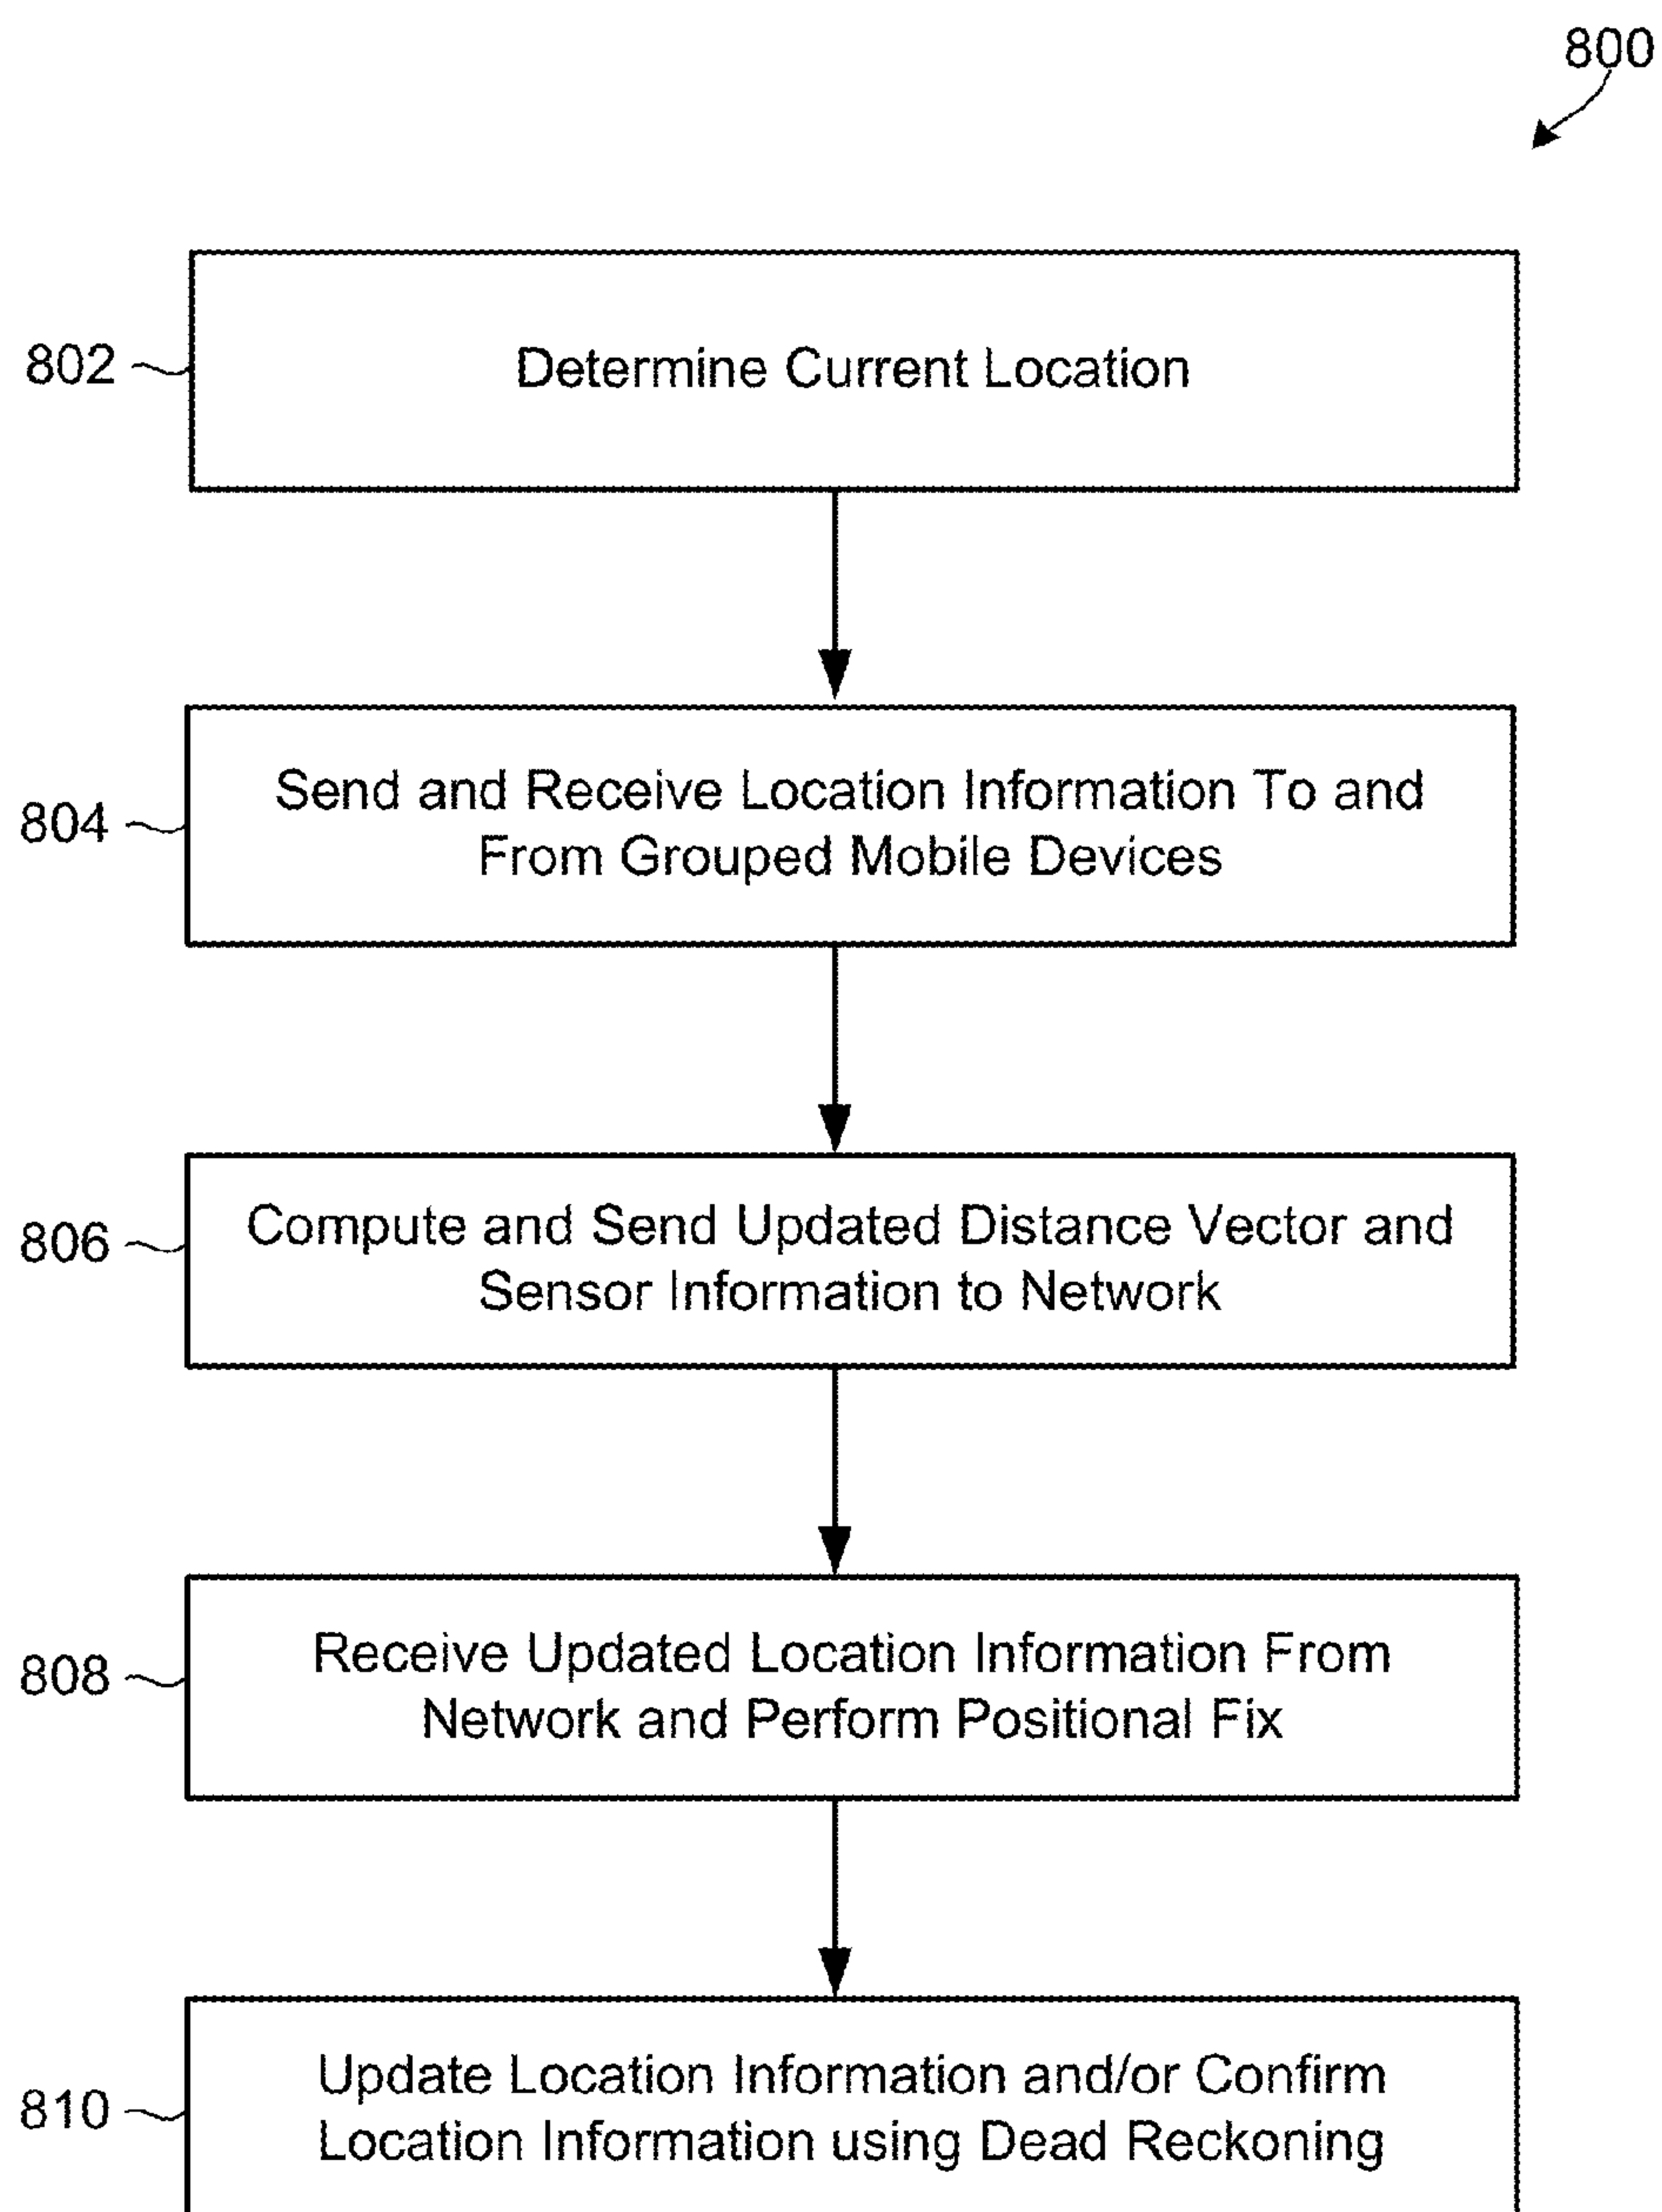 800
802
Determine Current Location
804
Send and Receive Location Information To and
From Grouped Mobile Devices
806
Compute and Send Updated Distance Vector and
Sensor Information to Network
808
Receive Updated Location Information From
Network and Perform Positional Fix
810
Update Location Information and/or Confirm
Location Information using Dead Reckoning